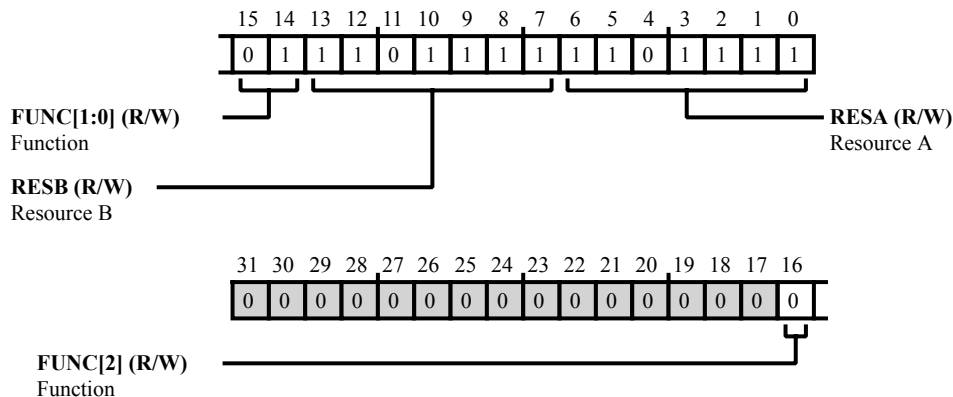 15 14 13 12 11 10 9 8 7 6 5 4 3 2 1 0
0 1 1 1 0 1 1 1 1 1 1 0 1 1 1 1
FUNC[1:0] (R/W)
Function
RESA (R/W)
Resource A
RESB (R/W)
Resource B
31 30 29 28 27 26 25 24 23 22 21 20 19 18 17 16
0 0 0 0 0 0 0 0 0 0 0 0 0 0 0 0
FUNC[2] (R/W)
Function